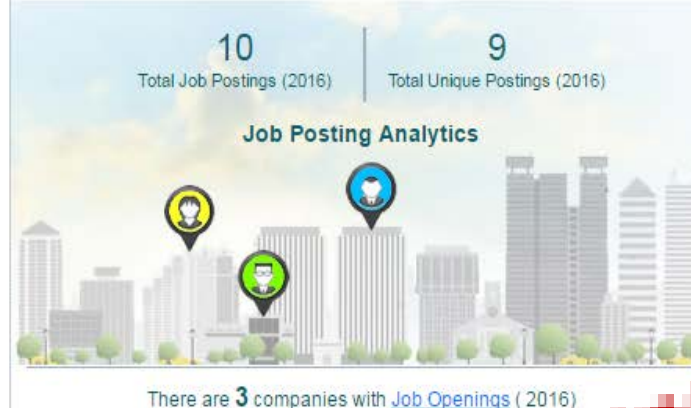 10
9
Total Job Postings (2016)
Total Unique Postings (2016)
Job Posting Analytics
There are 3 companies with Job Openings ( 2016)